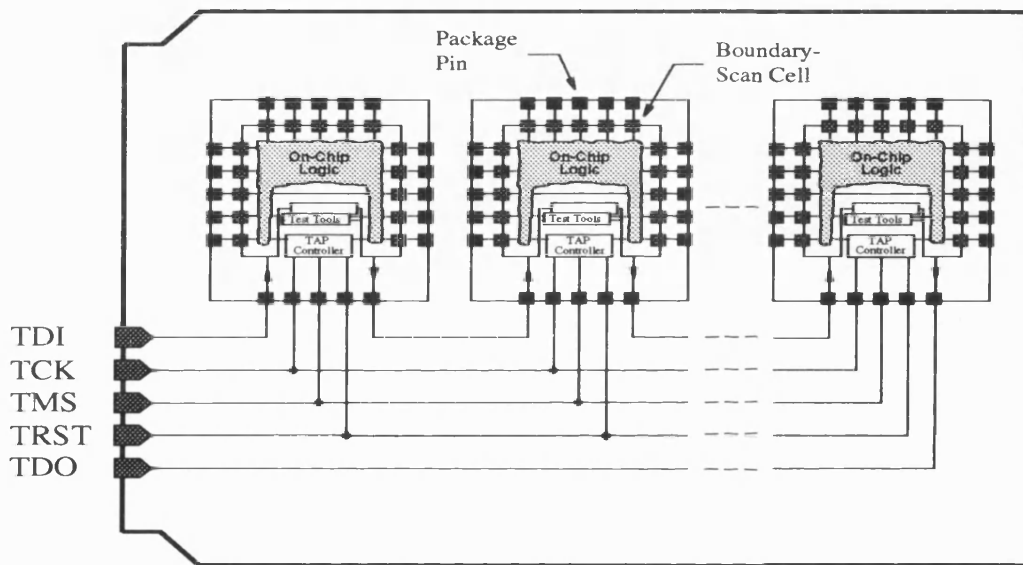 Package
Pin
Boundary-
Scan Cell
On-Chip
Logic
Test Tools
TAP
Controller
On-Chip
Logic
Test Tools
TAP
Controller
On-Chip
Logic
Test Tools
TAP
Controller
TDI
TCK
TMS
TRST
TDO